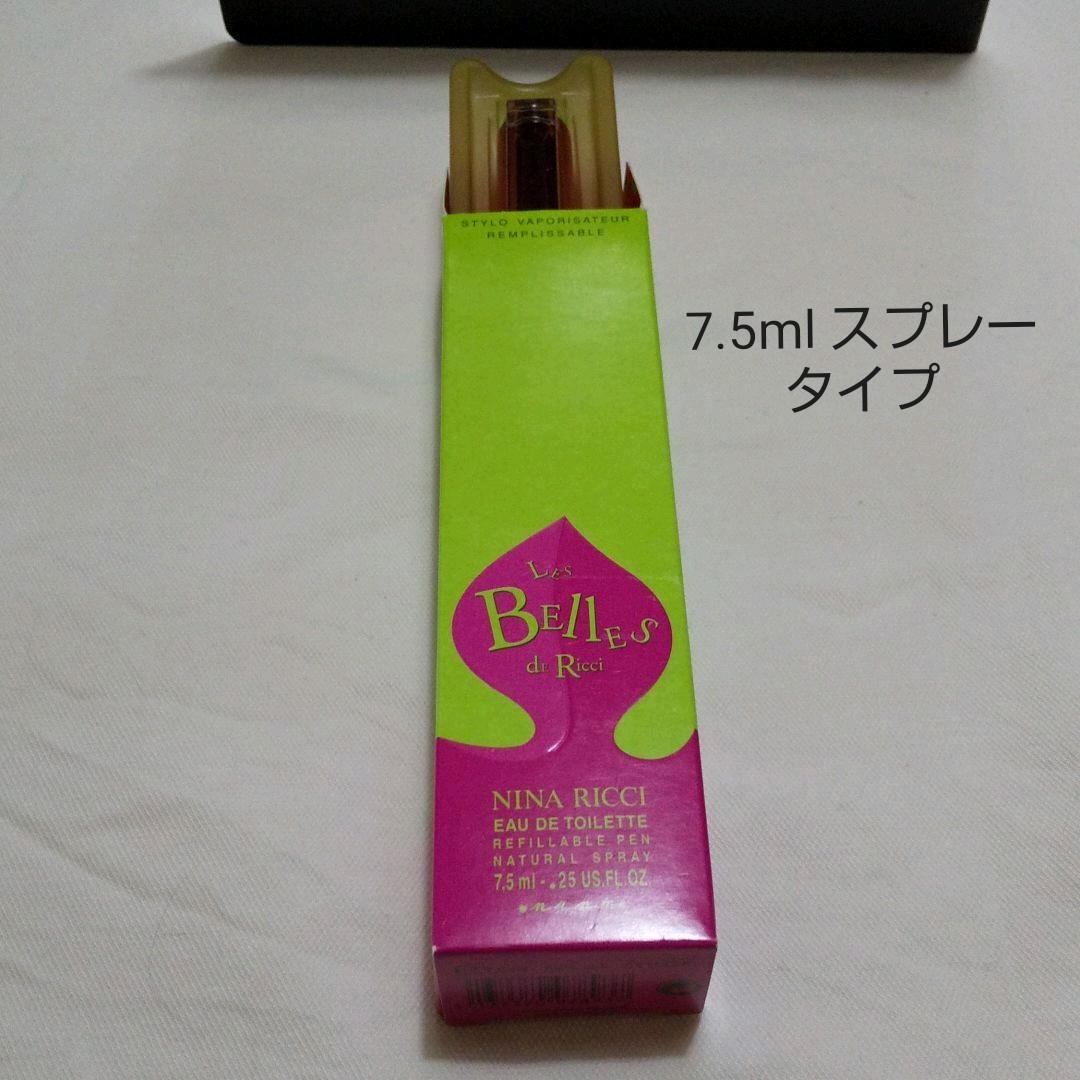 STYLO VAPORISATEUR
REMPLISSABLE
7.5ml スプレー
タイプ
LES
BEllES
dE Ricci
NINA RICCI
EAU DE TOILETTE
REFILLABLE PEN
NATURAL SPRAY
7.5 ml - .25 US.FL.OZ.